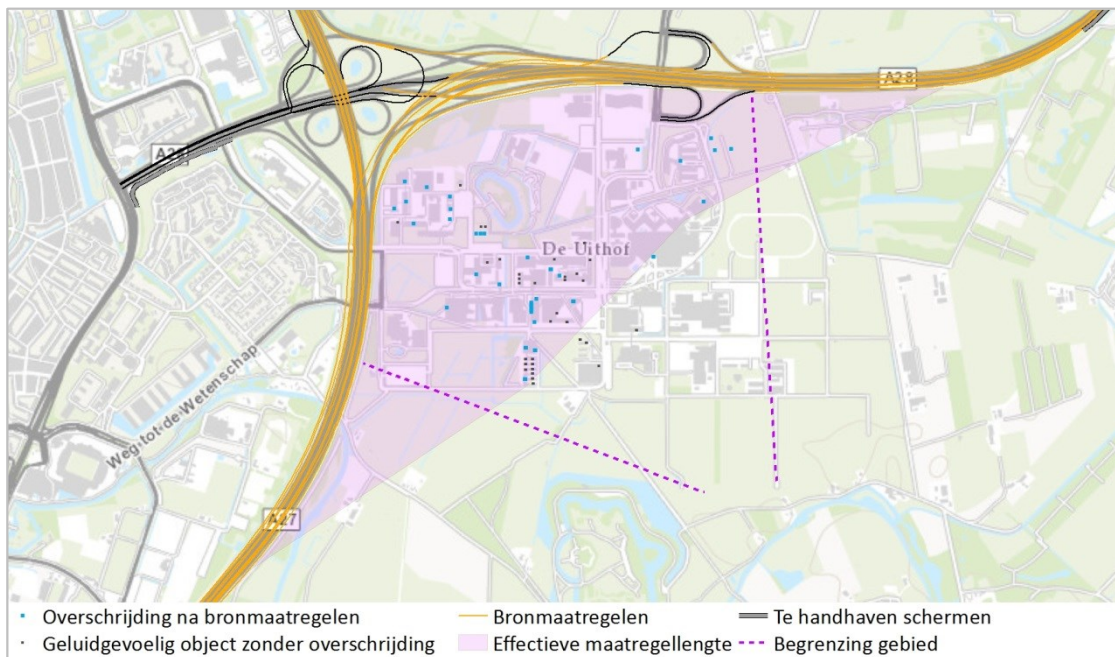 A28
A28
De Uithof
Weg tot de Wetenschap
A27
Overschrijding na bronmaatregelen
Bronmaatregelen
Te handhaven schermen
Geluidgevoelig object zonder overschrijding
Effectieve maatregellengte
Begrenzing gebied